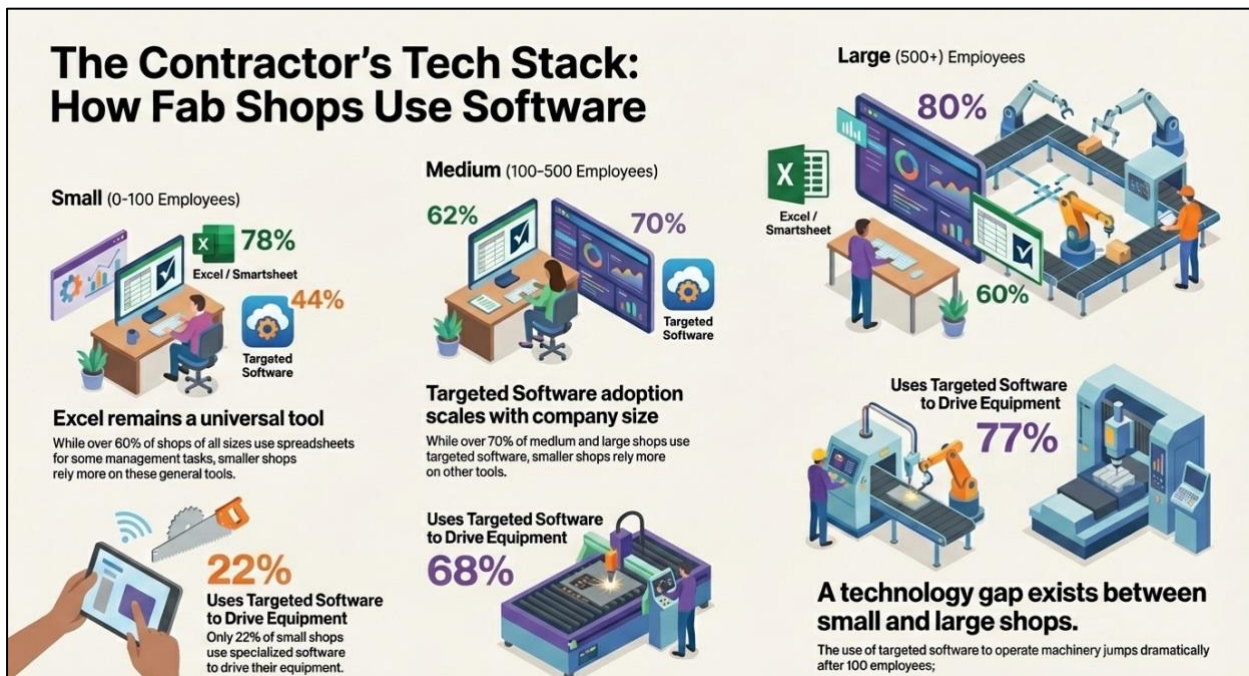 The Contractor's Tech Stack:
How Fab Shops Use Software
Small (0-100 Employees)
78%
Excel / Smartsheet
44%
Targeted
Software
Excel remains a universal tool
While over 60% of shops of all sizes use spreadsheets
for some management tasks, smaller shops
rely more on these general tools.
22%
Uses Targeted Software
to Drive Equipment
Only 22% of small shops
use specialized software
to drive their equipment.
Medium (100-500 Employees)
62%
70%
Targeted
Software
Targeted Software adoption
scales with company size
While over 70% of medium and large shops use
targeted software, smaller shops rely more
on other tools.
Uses Targeted Software
to Drive Equipment
68%
Large (500+) Employees
80%
X
Excel /
Smartsheet
60%
Uses Targeted Software
to Drive Equipment
77%
A technology gap exists between
small and large shops.
The use of targeted software to operate machinery jumps dramatically
after 100 employees;